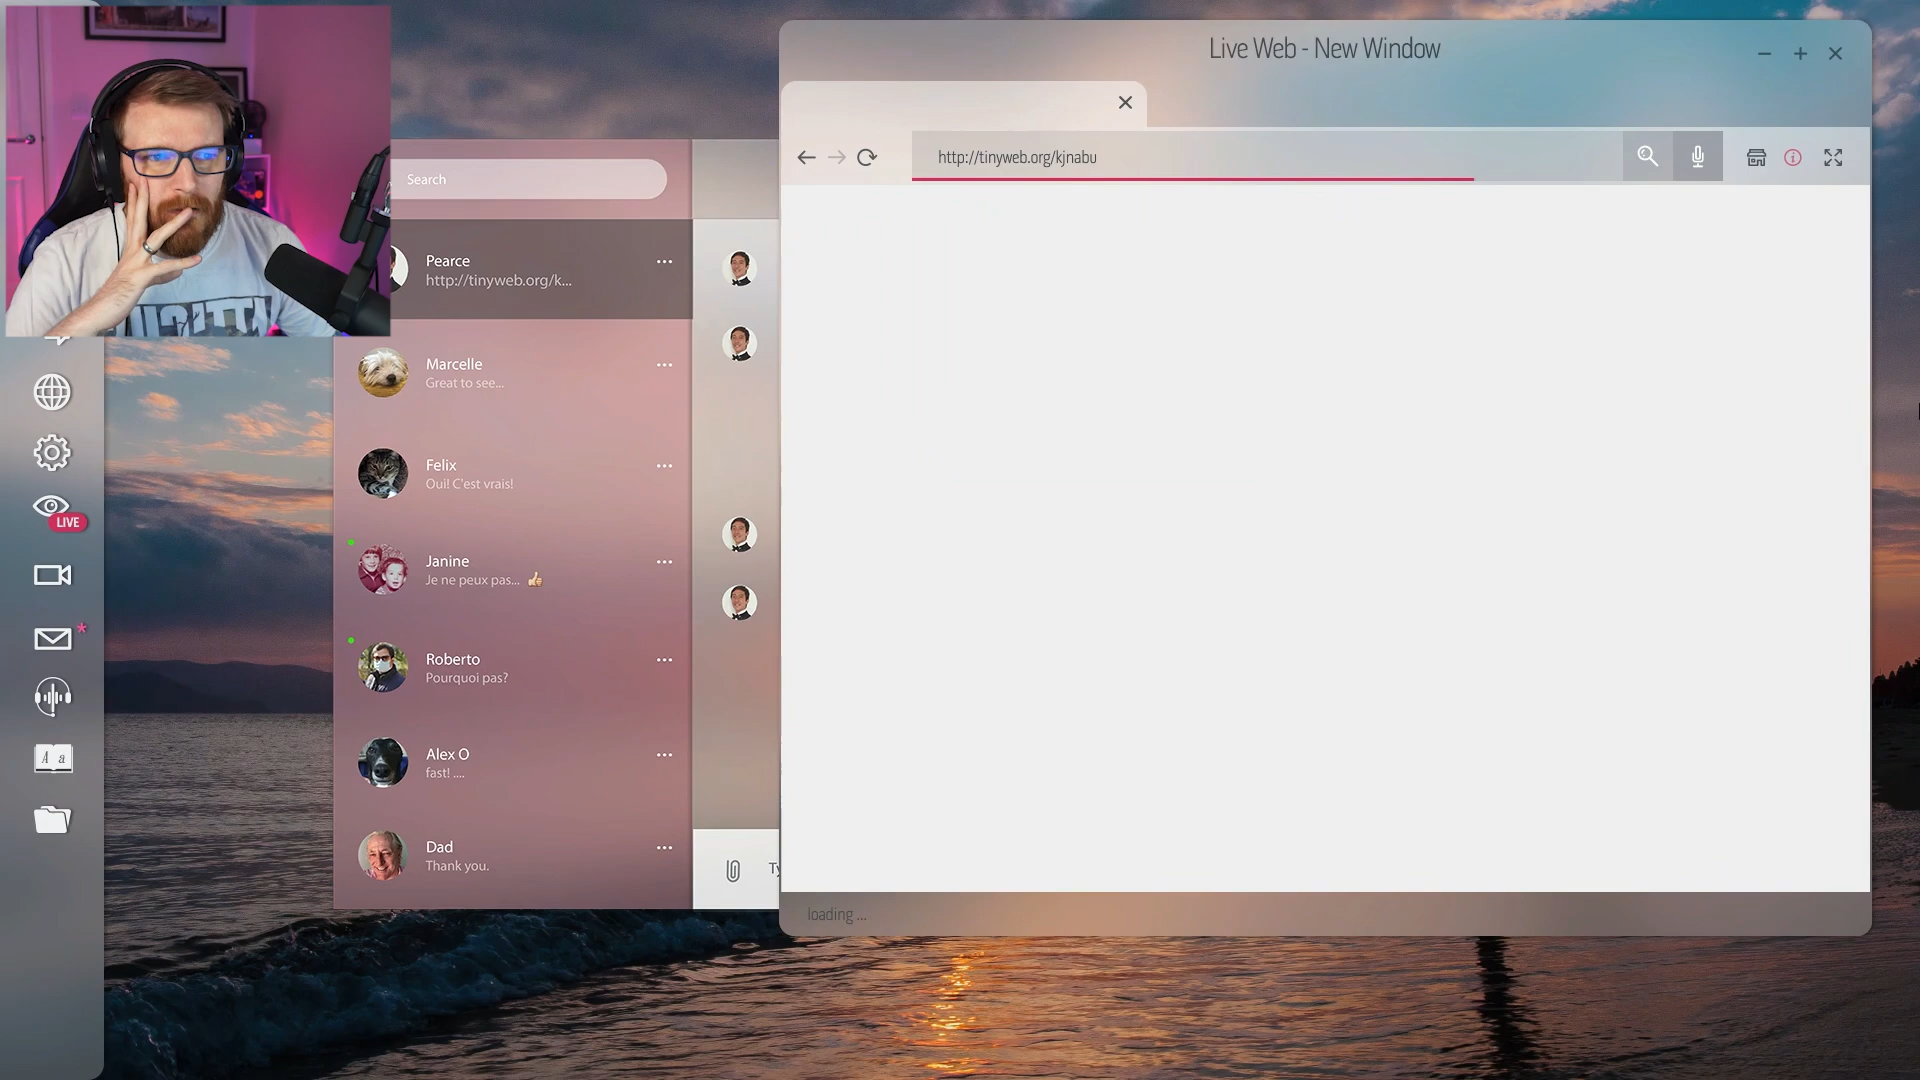 Live Web - New Window
http://tinyweb.org/kjnabu
Search
Pearce
http://tinyweb.org/k...
Marcelle
Great to see...
Felix
Oui! C'est vrai!
LIVE
Janine
Je ne peux pas... 👍
Roberto
Pourquoi pas?
A a
Alex O
fast! ....
Dad
Thank you.
Ty
loading ...